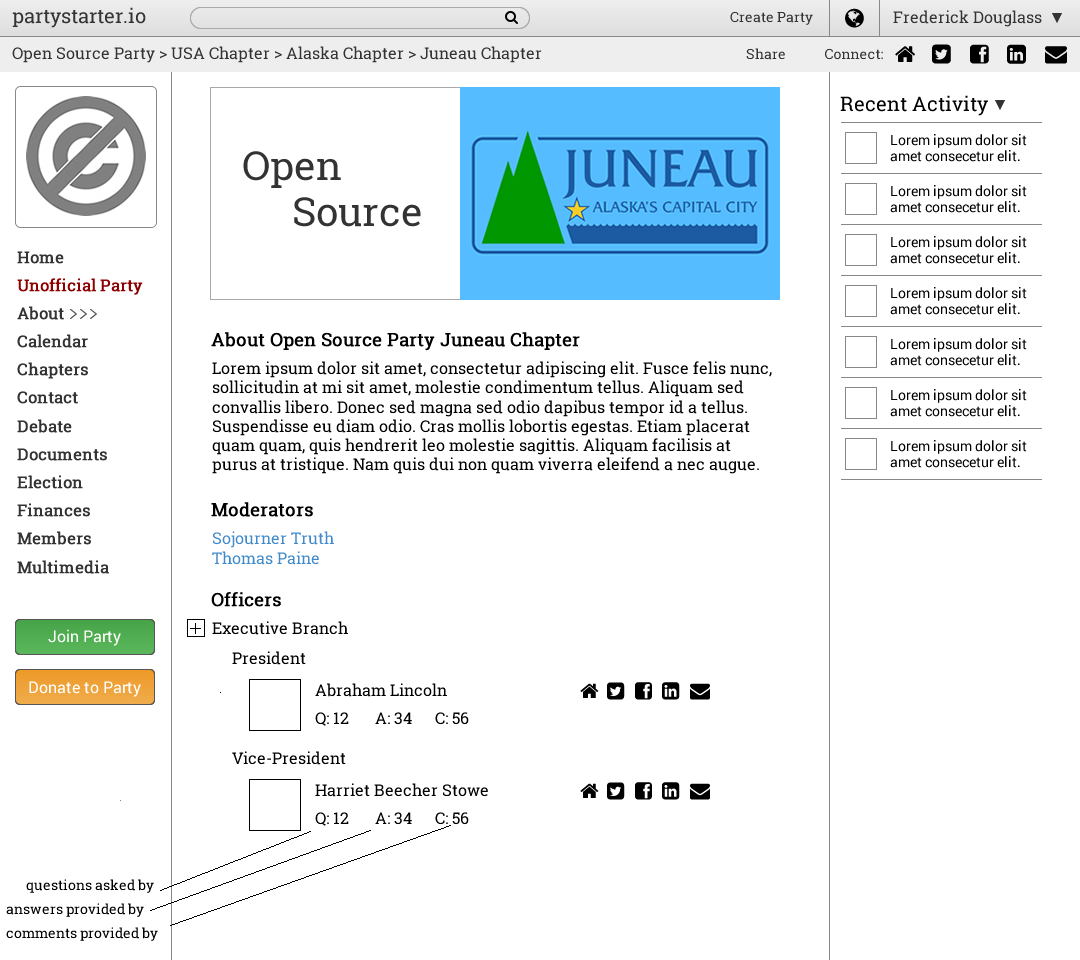 partystarter.io
Create Party
Frederick Douglass ▼
Open Source Party > USA Chapter > Alaska Chapter > Juneau Chapter
Share
Connect:
Home
Unofficial Party
About >>>
Calendar
Chapters
Contact
Debate
Documents
Election
Finances
Members
Multimedia
Join Party
Donate to Party
Open
Source
JUNEAU
ALASKA'S CAPITAL CITY
About Open Source Party Juneau Chapter
Lorem ipsum dolor sit amet, consectetur adipiscing elit. Fusce felis nunc,
sollicitudin at mi sit amet, molestie condimentum tellus. Aliquam sed
convallis libero. Donec sed magna sed odio dapibus tempor id a tellus.
Suspendisse eu diam odio. Cras mollis lobortis egestas. Etiam placerat
quam quam, quis hendrerit leo molestie sagittis. Aliquam facilisis at
purus at tristique. Nam quis dui non quam viverra eleifend a nec augue.
Moderators
Sojourner Truth
Thomas Paine
Officers
Executive Branch
President
Abraham Lincoln
Q: 12 A: 34 C: 56
Vice-President
Harriet Beecher Stowe
Q: 12 A: 34 C: 56
questions asked by
answers provided by
comments provided by
Recent Activity ▼
Lorem ipsum dolor sit
amet consecetur elit.
Lorem ipsum dolor sit
amet consecetur elit.
Lorem ipsum dolor sit
amet consecetur elit.
Lorem ipsum dolor sit
amet consecetur elit.
Lorem ipsum dolor sit
amet consecetur elit.
Lorem ipsum dolor sit
amet consecetur elit.
Lorem ipsum dolor sit
amet consecetur elit.